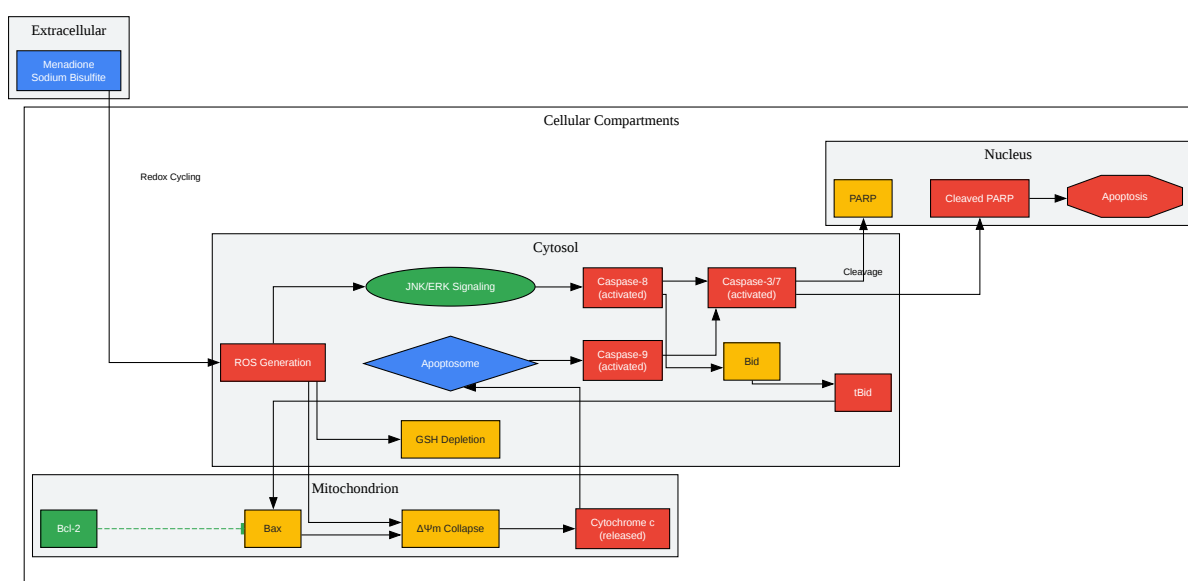 Extracellular
Menadione
Sodium Bisulfite
Cellular Compartments
Redox Cycling
Nucleus
PARP
Cleaved PARP
Apoptosis
Cytosol
Cleavage
JNK/ERK Signaling
Caspase-8
(activated)
Caspase-3/7
(activated)
ROS Generation
Apoptosome
Caspase-9
(activated)
Bid
tBid
GSH Depletion
Mitochondrion
Bcl-2
Bax
ΔΨm Collapse
Cytochrome c
(released)